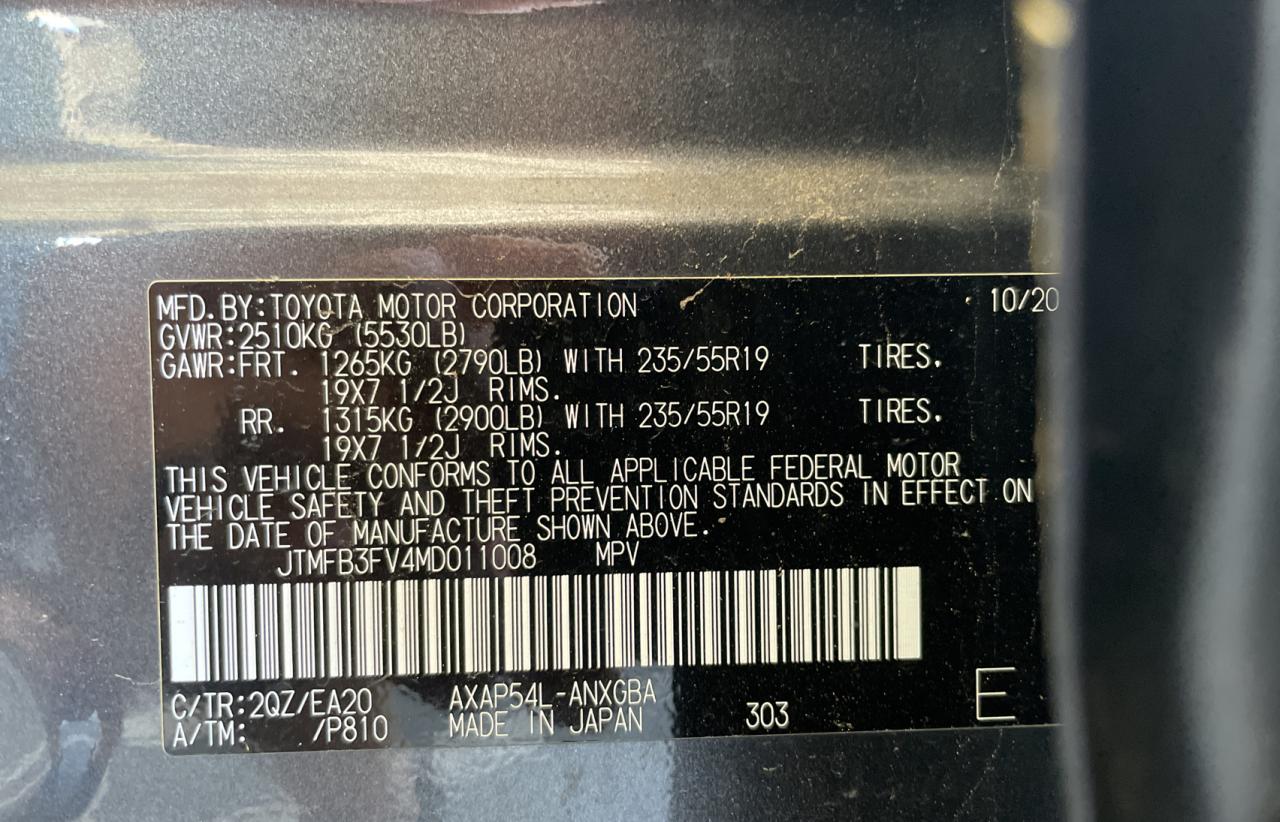 MFD. BY:TOYOTA MOTOR CORPORATION 10/20
GVWR:2510KG (5530LB)
GAWR:FRT. 1265KG (2790LB) WITH 235/55R19 TIRES.
19X7 1/2J RIMS.
RR. 1315KG (2900LB) WITH 235/55R19 TIRES.
19X7 1/2J RIMS.
THIS VEHICLE CONFORMS TO ALL APPLICABLE FEDERAL MOTOR
VEHICLE SAFETY AND THEFT PREVENTION STANDARDS IN EFFECT ON
THE DATE OF MANUFACTURE SHOWN ABOVE.
JTMFB3FV4MD011008 MPV
C/TR:2QZ/EA20 AXAP54L-ANXGBA
A/TM: /P810 MADE IN JAPAN 303 E